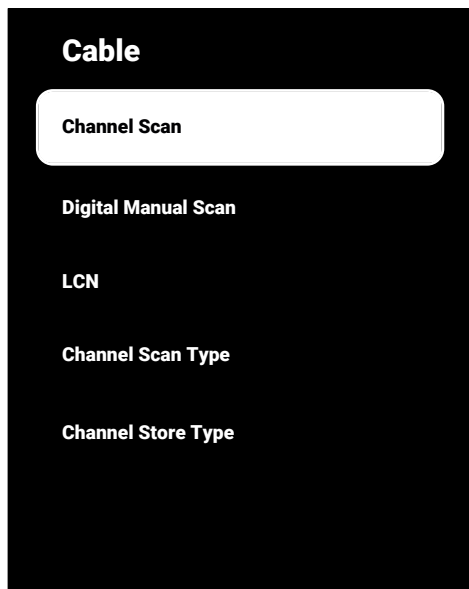 Cable
Channel Scan
Digital Manual Scan
LCN
Channel Scan Type
Channel Store Type